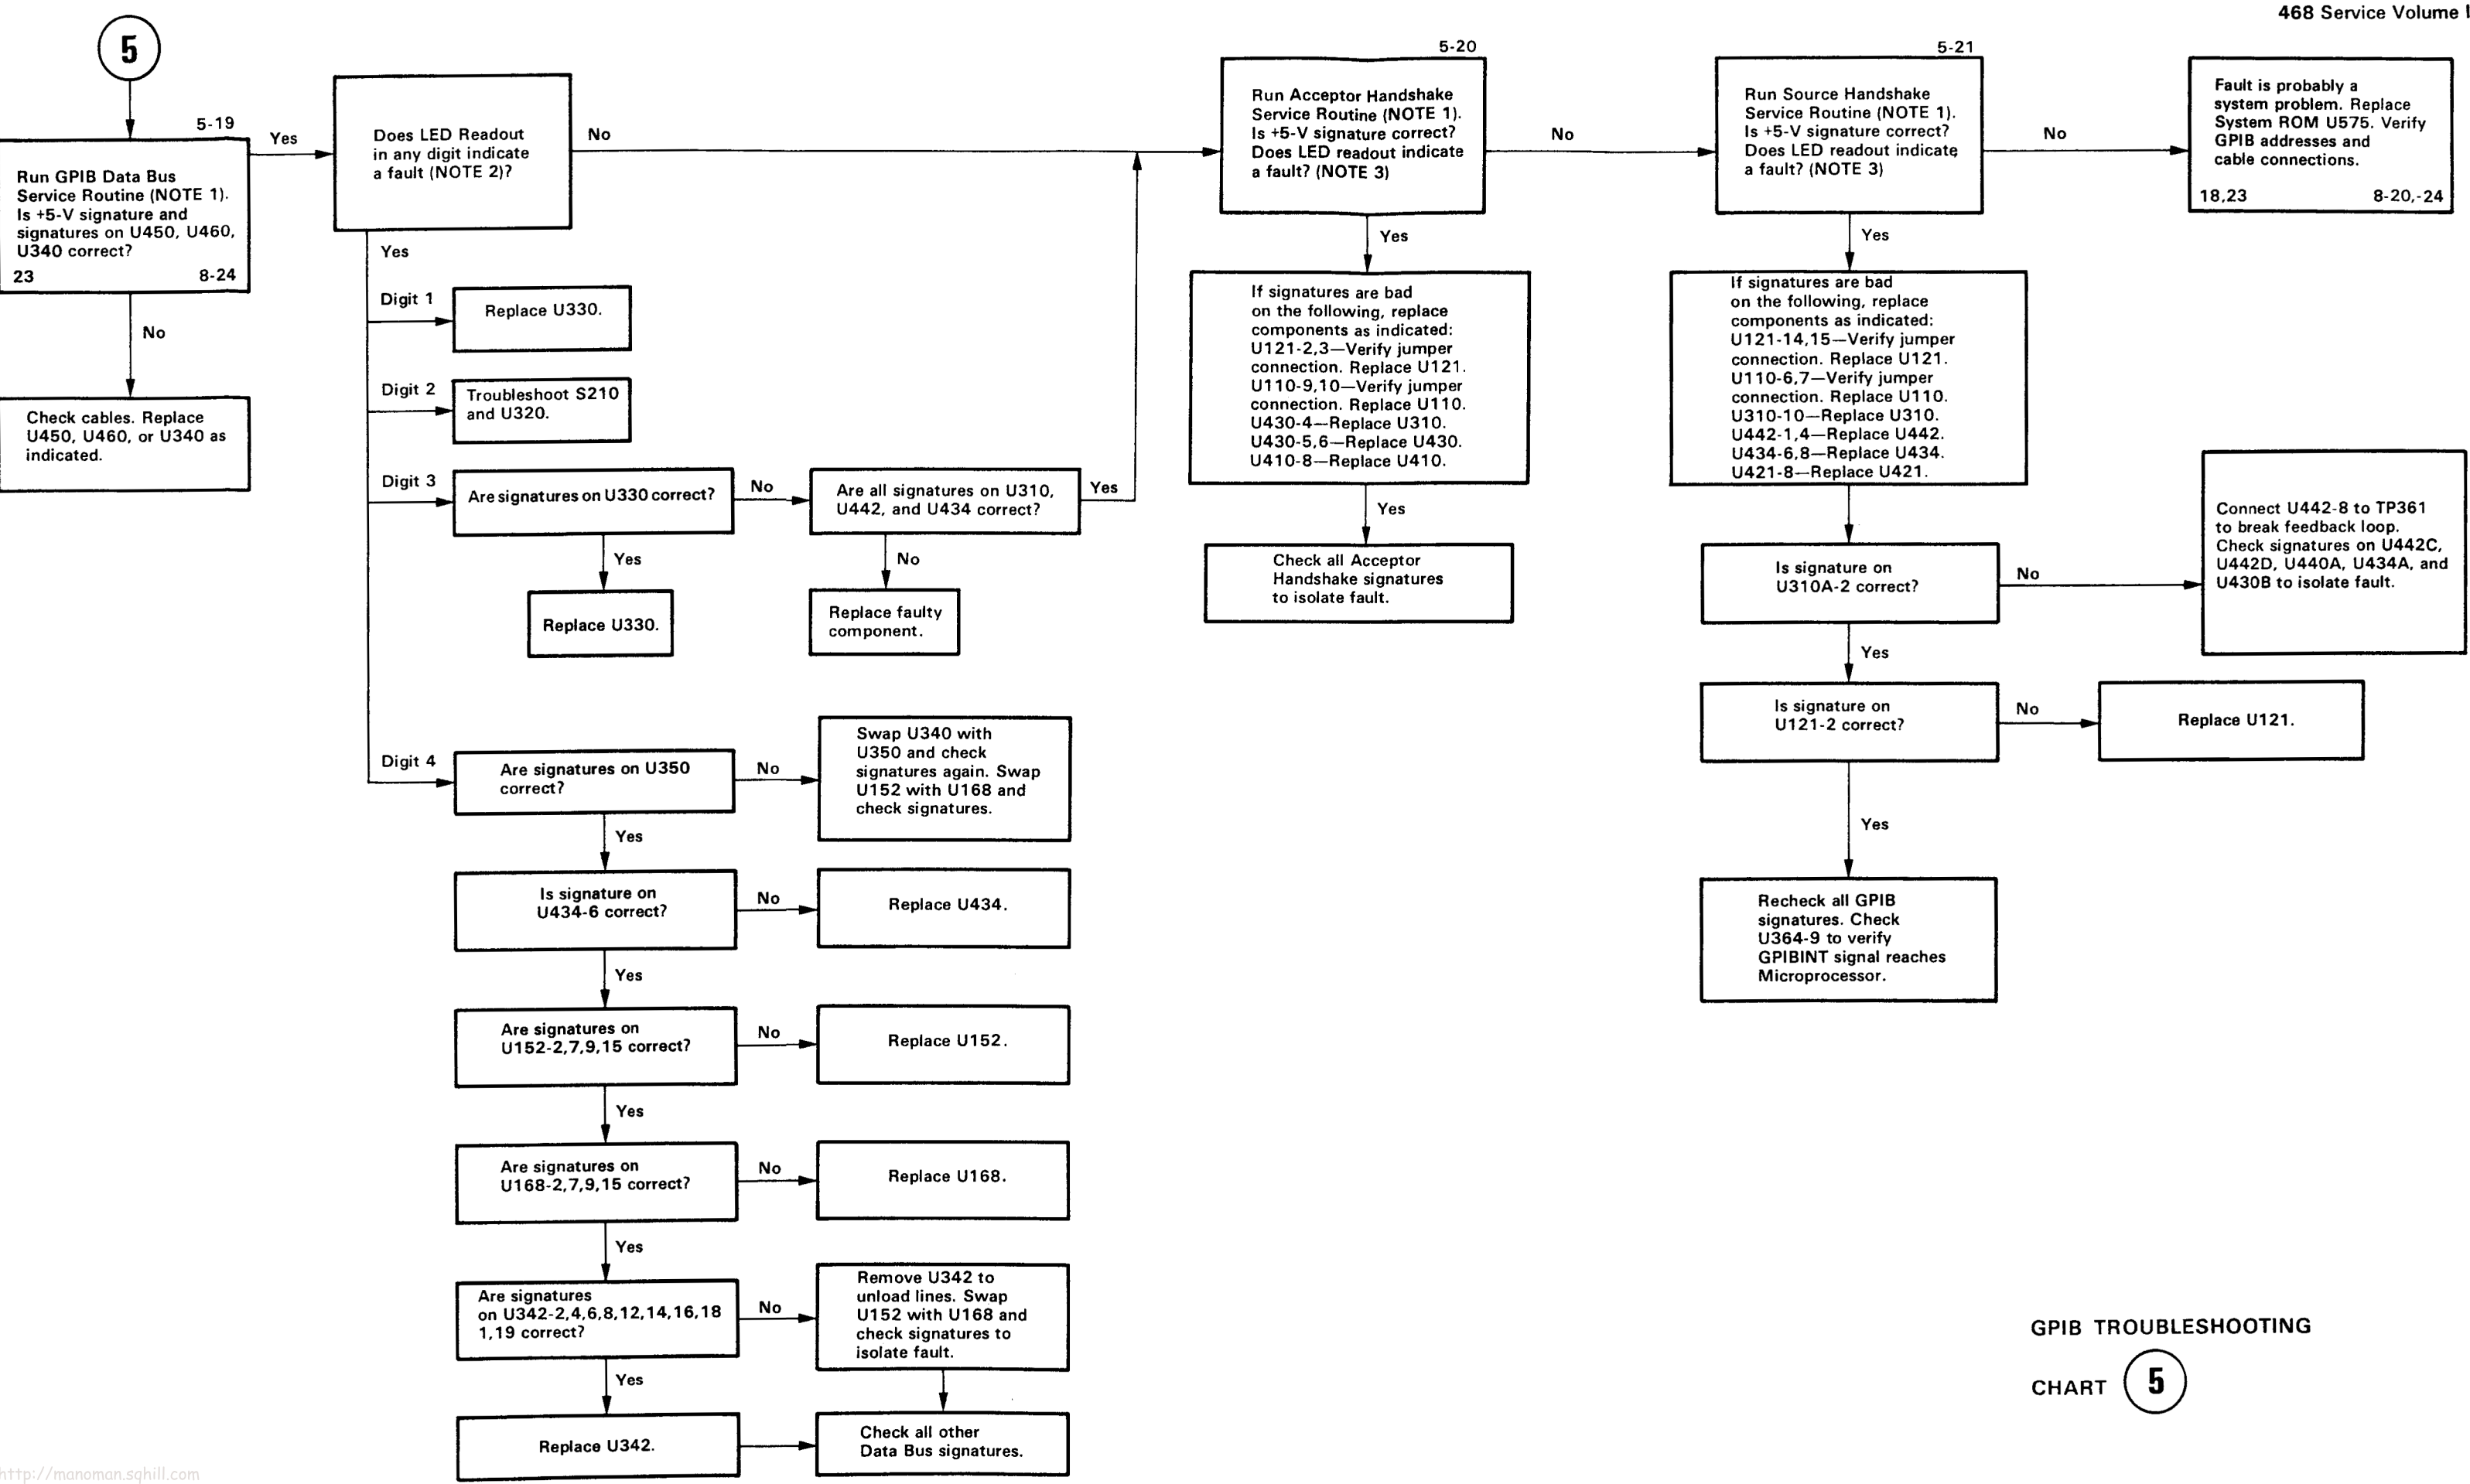 468 Service Volume I
5
5-19
Run GPIB Data Bus
Service Routine (NOTE 1).
Is +5-V signature and
signatures on U450, U460,
U340 correct?
23 8-24
Yes
No
Check cables. Replace
U450, U460, or U340 as
indicated.
Does LED Readout
in any digit indicate
a fault (NOTE 2)?
No
Yes
Digit 1
Replace U330.
Digit 2
Troubleshoot S210
and U320.
Digit 3
Are signatures on U330 correct?
No
Are all signatures on U310,
U442, and U434 correct?
Yes
Yes
No
Replace U330.
Replace faulty
component.
Digit 4
Are signatures on U350
correct?
No
Swap U340 with
U350 and check
signatures again. Swap
U152 with U168 and
check signatures.
Yes
Is signature on
U434-6 correct?
No
Replace U434.
Yes
Are signatures on
U152-2,7,9,15 correct?
No
Replace U152.
Yes
Are signatures on
U168-2,7,9,15 correct?
No
Replace U168.
Yes
Are signatures
on U342-2,4,6,8,12,14,16,18
1,19 correct?
No
Remove U342 to
unload lines. Swap
U152 with U168 and
check signatures to
isolate fault.
Yes
Replace U342.
Check all other
Data Bus signatures.
5-20
Run Acceptor Handshake
Service Routine (NOTE 1).
Is +5-V signature correct?
Does LED readout indicate
a fault? (NOTE 3)
No
Yes
If signatures are bad
on the following, replace
components as indicated:
U121-2,3—Verify jumper
connection. Replace U121.
U110-9,10—Verify jumper
connection. Replace U110.
U430-4—Replace U310.
U430-5,6—Replace U430.
U410-8—Replace U410.
Yes
Check all Acceptor
Handshake signatures
to isolate fault.
5-21
Run Source Handshake
Service Routine (NOTE 1).
Is +5-V signature correct?
Does LED readout indicate
a fault? (NOTE 3)
No
Yes
Fault is probably a
system problem. Replace
System ROM U575. Verify
GPIB addresses and
cable connections.
18,23 8-20,-24
If signatures are bad
on the following, replace
components as indicated:
U121-14,15—Verify jumper
connection. Replace U121.
U110-6,7—Verify jumper
connection. Replace U110.
U310-10—Replace U310.
U442-1,4—Replace U442.
U434-6,8—Replace U434.
U421-8—Replace U421.
Is signature on
U310A-2 correct?
No
Connect U442-8 to TP361
to break feedback loop.
Check signatures on U442C,
U442D, U440A, U434A, and
U430B to isolate fault.
Yes
Is signature on
U121-2 correct?
No
Replace U121.
Yes
Recheck all GPIB
signatures. Check
U364-9 to verify
GPIBINT signal reaches
Microprocessor.
GPIB TROUBLESHOOTING
CHART 5
http://manoman.sqhill.com